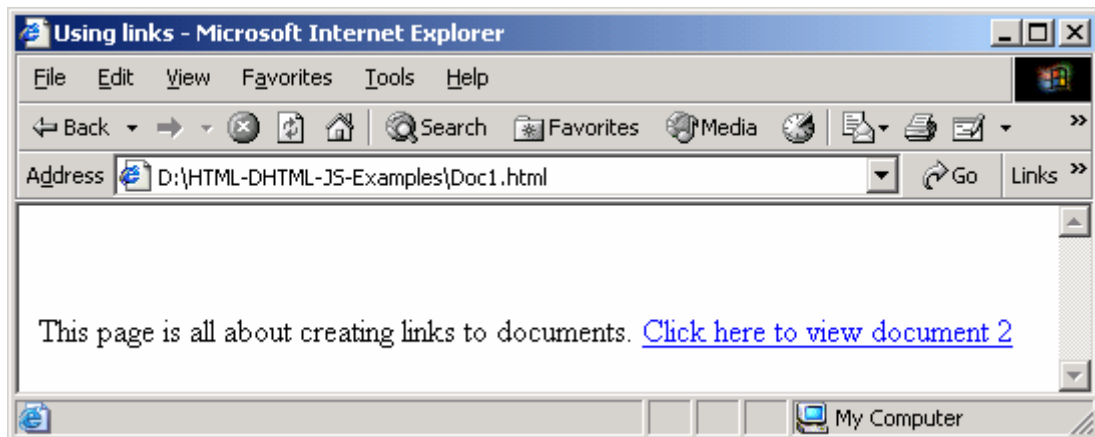 Using links - Microsoft Internet Explorer
File Edit View Favorites Tools Help
Back Search Favorites Media »
Address D:\HTML-DHTML-JS-Examples\Doc1.html Go Links »
This page is all about creating links to documents. Click here to view document 2
My Computer